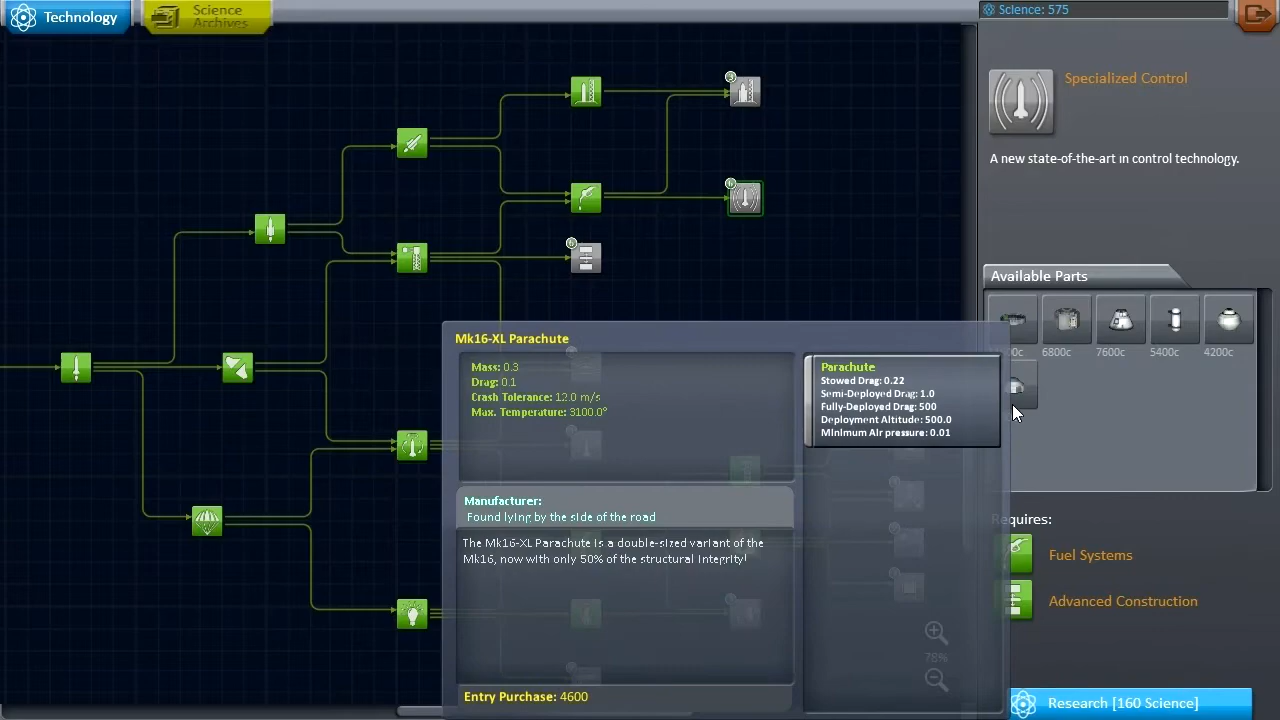 Technology
Science
Archives
Science: 575
Specialized Control
A new state-of-the-art in control technology.
3
6
6
Available Parts
6800c
7600c
5400c
4200c
Mk16-XL Parachute
Mass: 0.3
Drag: 0.1
Crash Tolerance: 12.0 m/s
Max. Temperature: 3100.0°
Parachute
Stowed Drag: 0.22
Semi-Deployed Drag: 1.0
Fully-Deployed Drag: 500
Deployment Altitude: 500.0
Minimum Air pressure: 0.01
Manufacturer:
Found lying by the side of the road
The Mk16-XL Parachute is a double-sized variant of the
Mk16, now with only 50% of the structural integrity!
Requires:
Fuel Systems
Advanced Construction
78%
Entry Purchase: 4600
Research [160 Science]